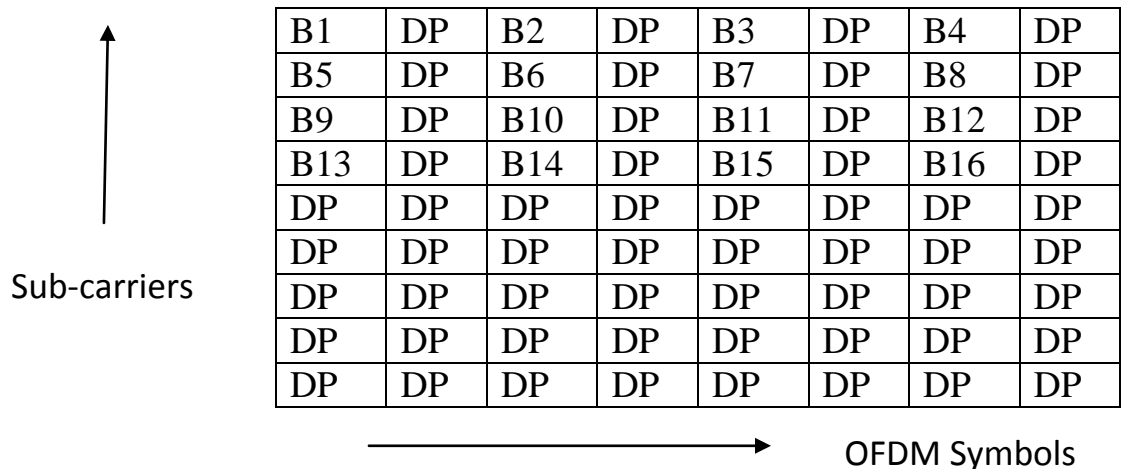 B1 DP B2 DP B3 DP B4 DP
B5 DP B6 DP B7 DP B8 DP
B9 DP B10 DP B11 DP B12 DP
B13 DP B14 DP B15 DP B16 DP
DP DP DP DP DP DP DP DP
DP DP DP DP DP DP DP DP
Sub-carriers
DP DP DP DP DP DP DP DP
DP DP DP DP DP DP DP DP
DP DP DP DP DP DP DP DP
OFDM Symbols